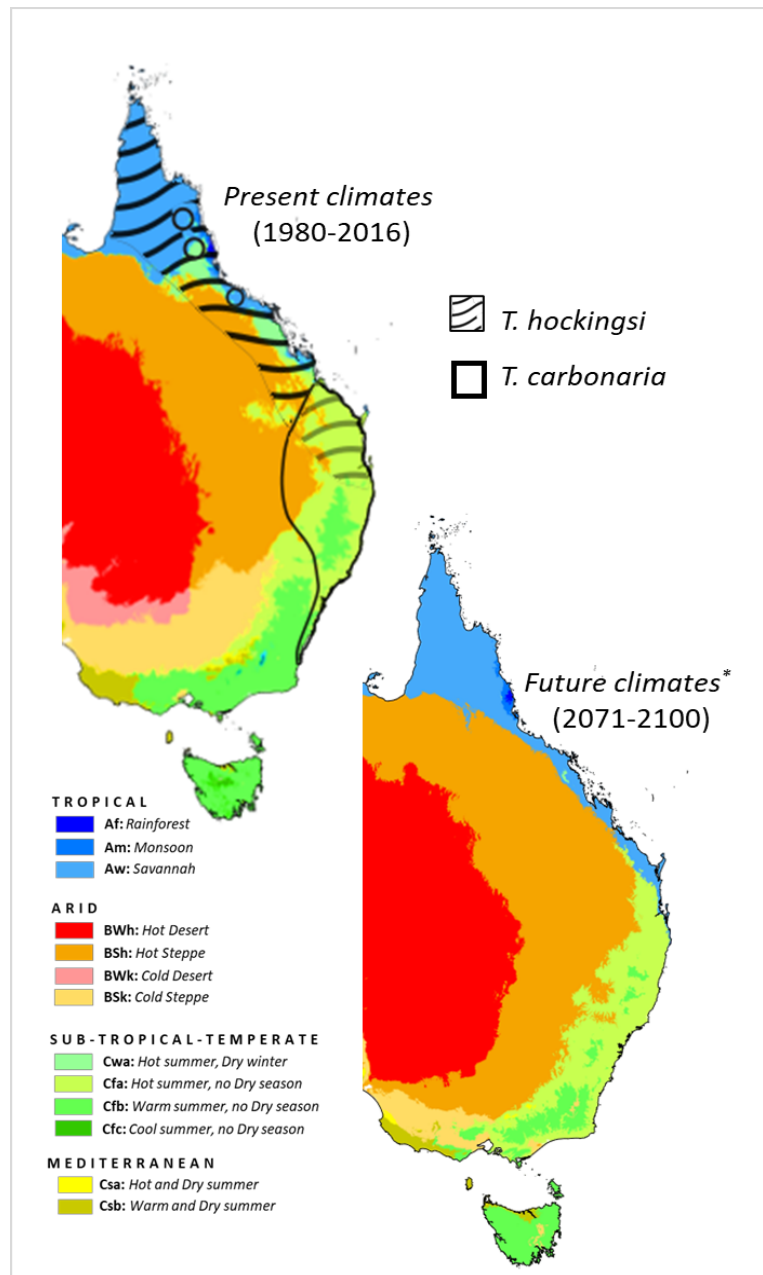 Present climates
(1980-2016)
T. hockingsi
T. carbonaria
Future climates*
(2071-2100)
TROPICAL
Af: Rainforest
Am: Monsoon
Aw: Savannah
ARID
BWh: Hot Desert
BSh: Hot Steppe
BWk: Cold Desert
BSk: Cold Steppe
SUB-TROPICAL-TEMPERATE
Cwa: Hot summer, Dry winter
Cfa: Hot summer, no Dry season
Cfb: Warm summer, no Dry season
Cfc: Cool summer, no Dry season
MEDITERRANEAN
Csa: Hot and Dry summer
Csb: Warm and Dry summer